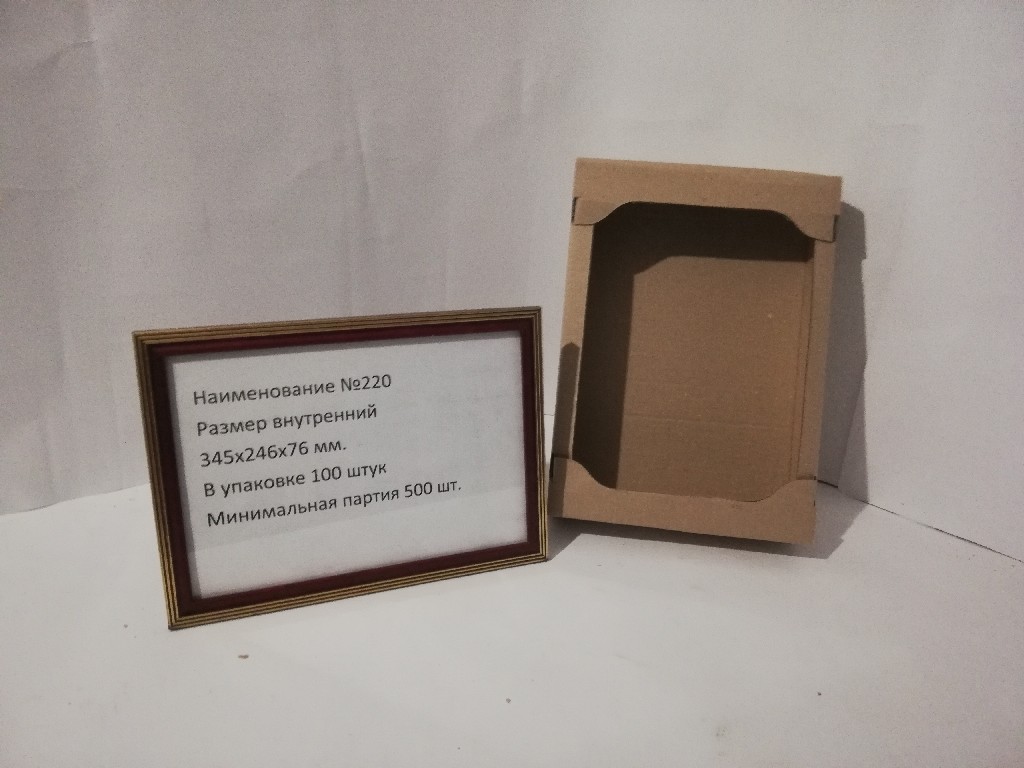 Наименование №220
Размер внутренний
345х246х76 мм.
В упаковке 100 штук
Минимальная партия 500 шт.